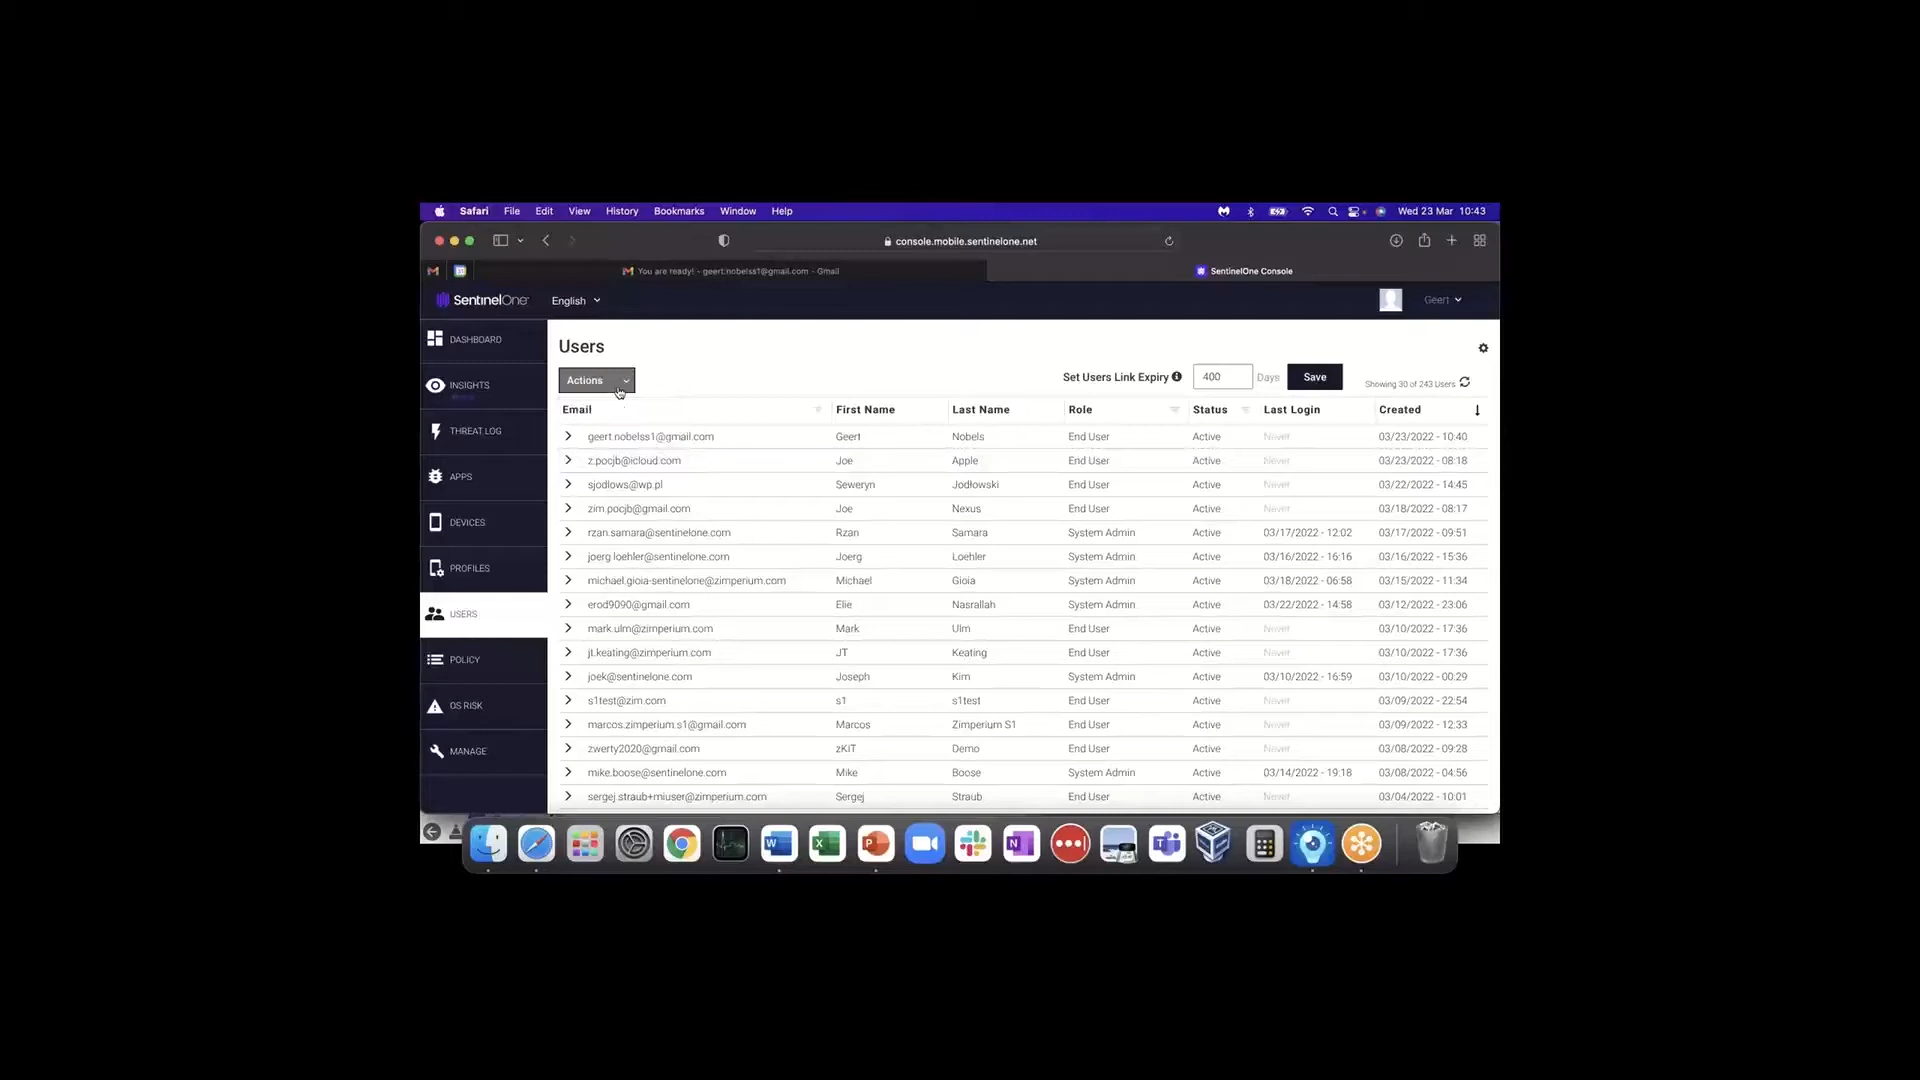 Safari File Edit View History Bookmarks Window Help Wed 23 Mar 10:43
console.mobile.sentinelone.net
You are ready! - geert.nobelss1@gmail.com - Gmail SentinelOne Console
SentinelOne English Geert
DASHBOARD
INSIGHTS
THREAT LOG
APPS
DEVICES
PROFILES
USERS
POLICY
OS RISK
MANAGE
Users
Actions Set Users Link Expiry 400 Days Save Showing 30 of 243 Users
Email First Name Last Name Role Status Last Login Created
geert.nobelss1@gmail.com Geert Nobels End User Active Never 03/23/2022 - 10:40
z.pocjb@icloud.com Joe Apple End User Active Never 03/23/2022 - 08:18
sjodlows@wp.pl Seweryn Jodłowski End User Active Never 03/22/2022 - 14:45
zim.pocjb@gmail.com Joe Nexus End User Active Never 03/18/2022 - 08:17
rzan.samara@sentinelone.com Rzan Samara System Admin Active 03/17/2022 - 12:02 03/17/2022 - 09:51
joerg.loehler@sentinelone.com Joerg Loehler System Admin Active 03/16/2022 - 16:16 03/16/2022 - 15:36
michael.gioia-sentinelone@zimperium.com Michael Gioia System Admin Active 03/18/2022 - 06:58 03/15/2022 - 11:34
erod9090@gmail.com Elie Nasrallah System Admin Active 03/22/2022 - 14:58 03/12/2022 - 23:06
mark.ulm@zimperium.com Mark Ulm End User Active Never 03/10/2022 - 17:36
jt.keating@zimperium.com JT Keating End User Active Never 03/10/2022 - 17:36
joek@sentinelone.com Joseph Kim System Admin Active 03/10/2022 - 16:59 03/10/2022 - 00:29
s1test@zim.com s1 s1test End User Active Never 03/09/2022 - 22:54
marcos.zimperium.s1@gmail.com Marcos Zimperium S1 End User Active Never 03/09/2022 - 12:33
zwerty2020@gmail.com zKIT Demo End User Active Never 03/08/2022 - 09:28
mike.boose@sentinelone.com Mike Boose System Admin Active 03/14/2022 - 19:18 03/08/2022 - 04:56
sergej.straub+miuser@zimperium.com Sergej Straub End User Active Never 03/04/2022 - 10:01